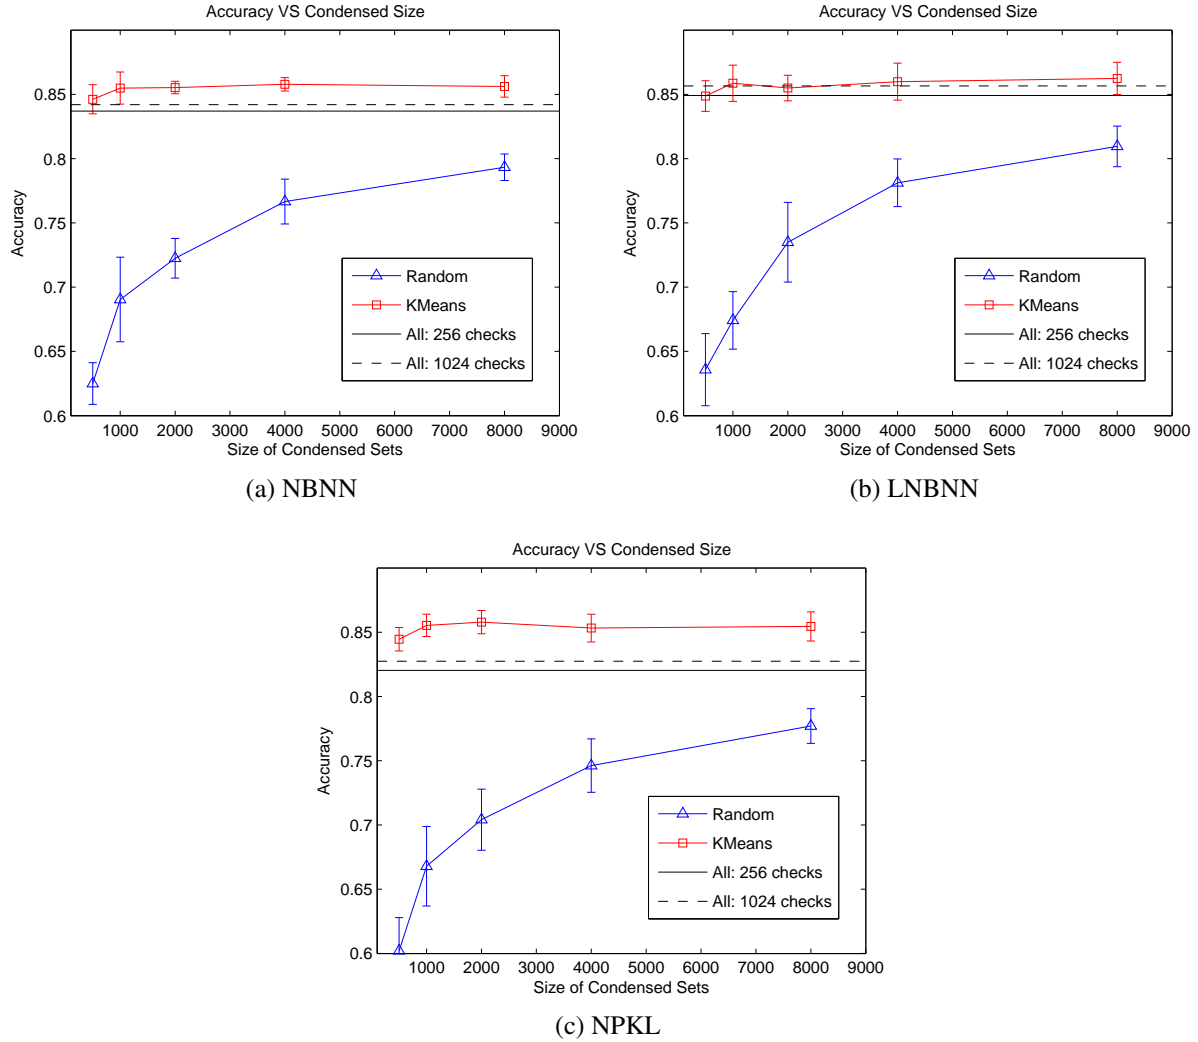 Accuracy VS Condensed Size
0.85
0.8
0.75
0.7
0.65
0.6
Accuracy
Random
KMeans
All: 256 checks
All: 1024 checks
1000 2000 3000 4000 5000 6000 7000 8000 9000
Size of Condensed Sets
(a) NBNN
Accuracy VS Condensed Size
0.85
0.8
0.75
0.7
0.65
0.6
Accuracy
Random
KMeans
All: 256 checks
All: 1024 checks
1000 2000 3000 4000 5000 6000 7000 8000 9000
Size of Condensed Sets
(b) LNBNN
Accuracy VS Condensed Size
0.85
0.8
0.75
0.7
0.65
0.6
Accuracy
Random
KMeans
All: 256 checks
All: 1024 checks
1000 2000 3000 4000 5000 6000 7000 8000 9000
Size of Condensed Sets
(c) NPKL